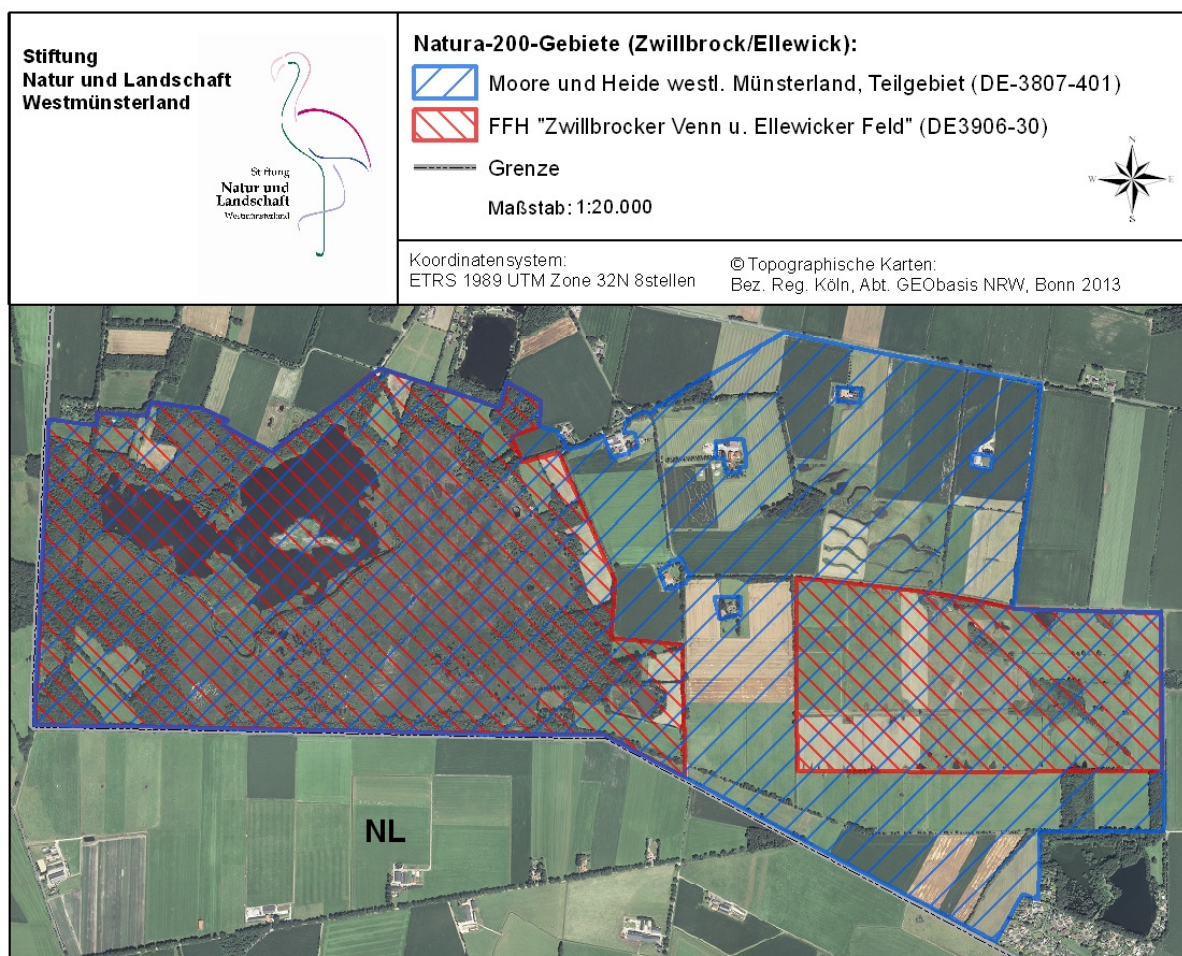 Stiftung
Natur und Landschaft
Westmünsterland
Stiftung
Natur und
Landschaft
Westmünsterland
Natura-200-Gebiete (Zwillbrock/Ellewick):
Moore und Heide westl. Münsterland, Teilgebiet (DE-3807-401)
FFH "Zwillbrocker Venn u. Ellewicker Feld" (DE3906-30)
Grenze
Maßstab: 1:20.000
N
W E
S
Koordinatensystem:
ETRS 1989 UTM Zone 32N 8stellen
© Topographische Karten:
Bez. Reg. Köln, Abt. GEObasis NRW, Bonn 2013
NL